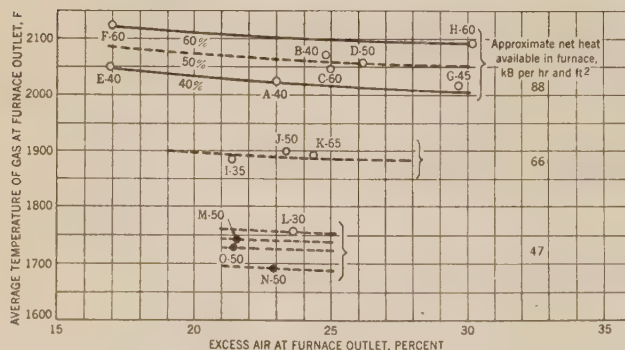 AVERAGE TEMPERATURE OF GAS AT FURNACE OUTLET, F
2100
2050
2000
1900
1800
1750
1700
1600
F-60
60%
50%
40%
E-40
A-40
B-40
D-50
C-60
H-60
G-45
Approximate net heat
available in furnace,
kB per hr and ft²
88
J-50
K-65
I-35
66
M-50
L-30
O-50
N-50
47
15
20
25
30
35
EXCESS AIR AT FURNACE OUTLET, PERCENT